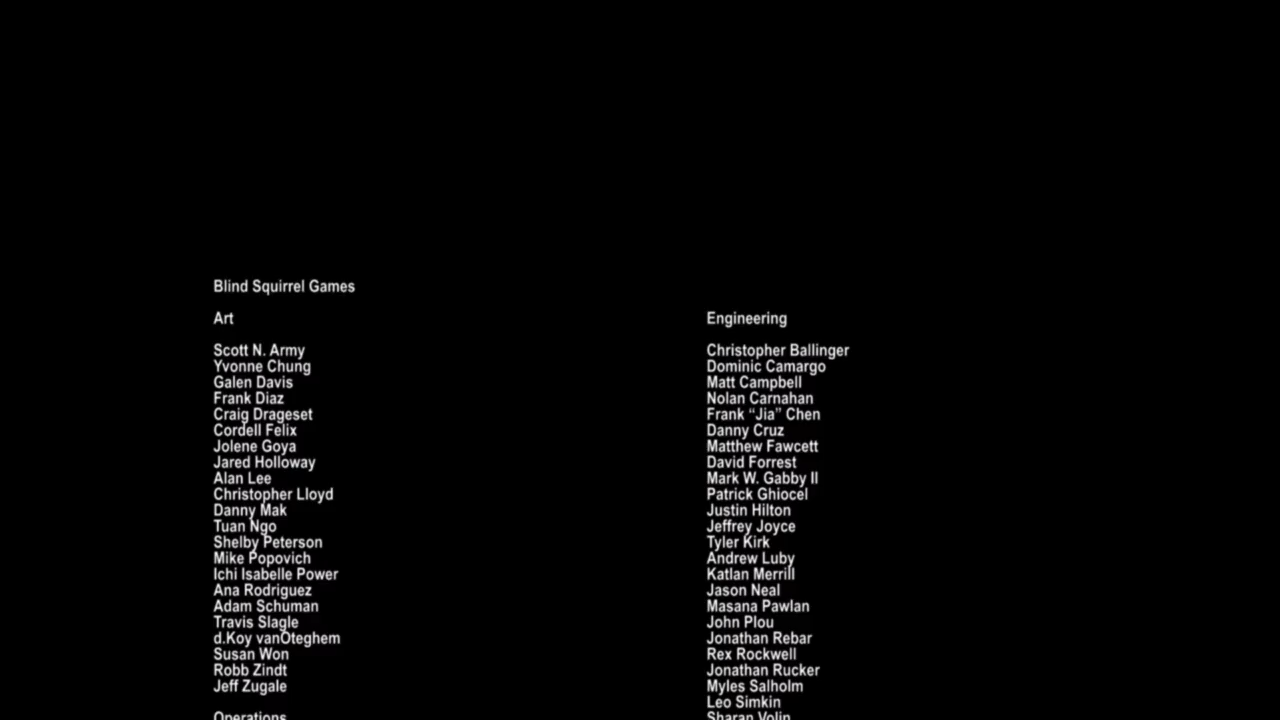 Blind Squirrel Games
Art
Scott N. Army
Yvonne Chung
Galen Davis
Frank Diaz
Craig Drageset
Cordell Felix
Jolene Goya
Jared Holloway
Alan Lee
Christopher Lloyd
Danny Mak
Tuan Ngo
Shelby Peterson
Mike Popovich
Ichi Isabelle Power
Ana Rodriguez
Adam Schuman
Travis Slagle
d.Koy vanOteghem
Susan Won
Robb Zindt
Jeff Zugale
Operations
Engineering
Christopher Ballinger
Dominic Camargo
Matt Campbell
Nolan Carnahan
Frank “Jia” Chen
Danny Cruz
Matthew Fawcett
David Forrest
Mark W. Gabby II
Patrick Ghiocel
Justin Hilton
Jeffrey Joyce
Tyler Kirk
Andrew Luby
Katlan Merrill
Jason Neal
Masana Pawlan
John Plou
Jonathan Rebar
Rex Rockwell
Jonathan Rucker
Myles Salholm
Leo Simkin
Sharan Volin